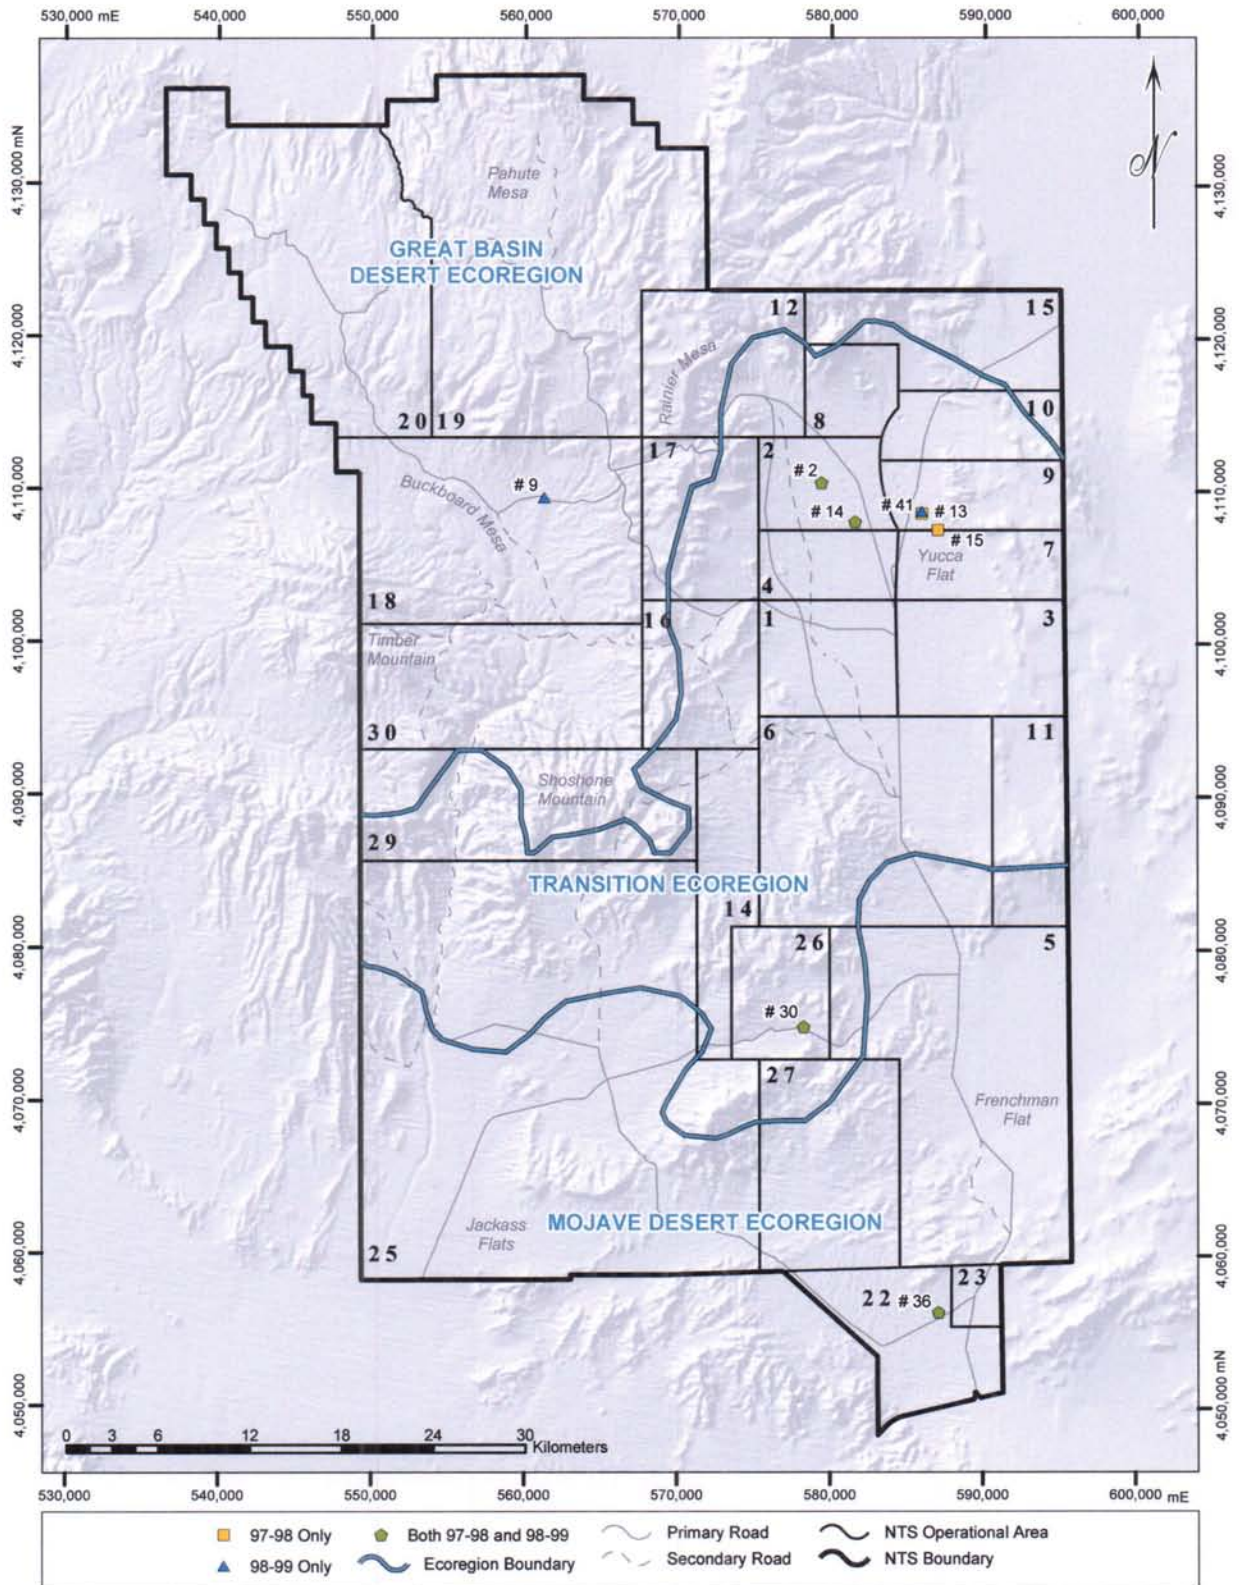 530,000 mE 540,000 550,000 560,000 570,000 580,000 590,000 600,000
4,130,000 mN
4,120,000
4,110,000
4,100,000
4,090,000
4,080,000
4,070,000
4,060,000
4,050,000
4,130,000
4,120,000
4,110,000
4,100,000
4,090,000
4,080,000
4,070,000
4,060,000
4,050,000 mN
N
Pahute
Mesa
GREAT BASIN
DESERT ECOREGION
12
15
Rainier Mesa
20 19
8
10
17
2
9
# 2
# 9
Buckboard Mesa
# 14
# 41
# 13
# 15
Yucca
Flat
7
4
18
16
1
3
Timber
Mountain
30
6
11
Shoshone
Mountain
29
TRANSITION ECOREGION
14
26
5
# 30
27
Frenchman
Flat
MOJAVE DESERT ECOREGION
Jackass
Flats
25
23
22 # 36
0 3 6 12 18 24 30
Kilometers
530,000 540,000 550,000 560,000 570,000 580,000 590,000 600,000 mE
97-98 Only
Both 97-98 and 98-99
Primary Road
NTS Operational Area
98-99 Only
Ecoregion Boundary
Secondary Road
NTS Boundary